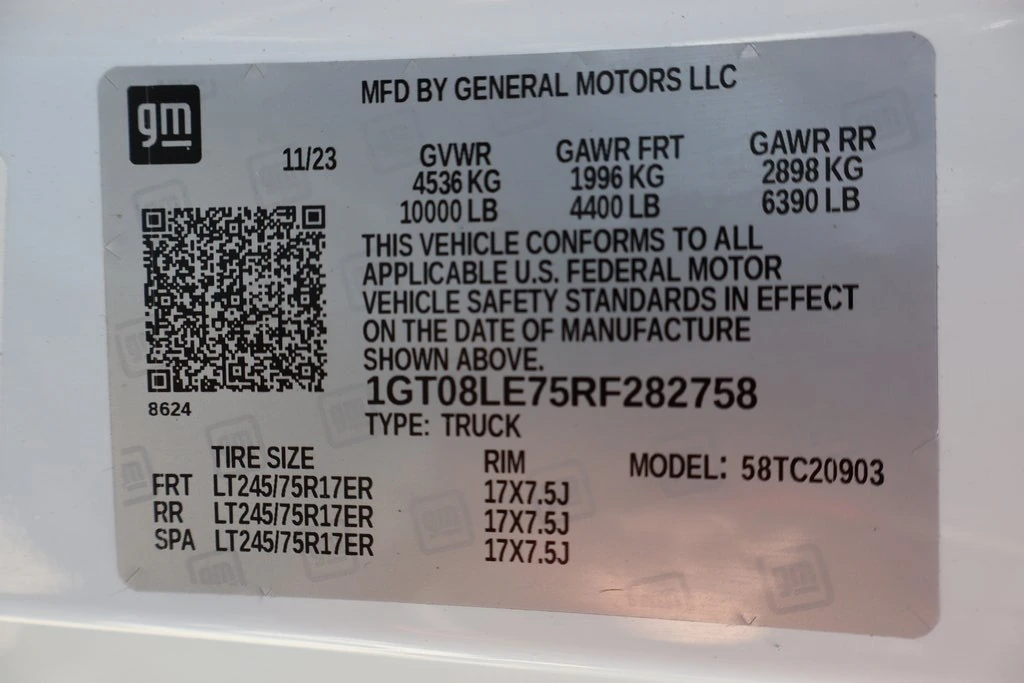 gm
MFD BY GENERAL MOTORS LLC
11/23
GVWR GAWR FRT GAWR RR
4536 KG 1996 KG 2898 KG
10000 LB 4400 LB 6390 LB
THIS VEHICLE CONFORMS TO ALL
APPLICABLE U.S. FEDERAL MOTOR
VEHICLE SAFETY STANDARDS IN EFFECT
ON THE DATE OF MANUFACTURE
SHOWN ABOVE.
1GT08LE75RF282758
8624
TYPE: TRUCK
TIRE SIZE RIM MODEL: 58TC20903
FRT LT245/75R17ER 17X7.5J
RR LT245/75R17ER 17X7.5J
SPA LT245/75R17ER 17X7.5J